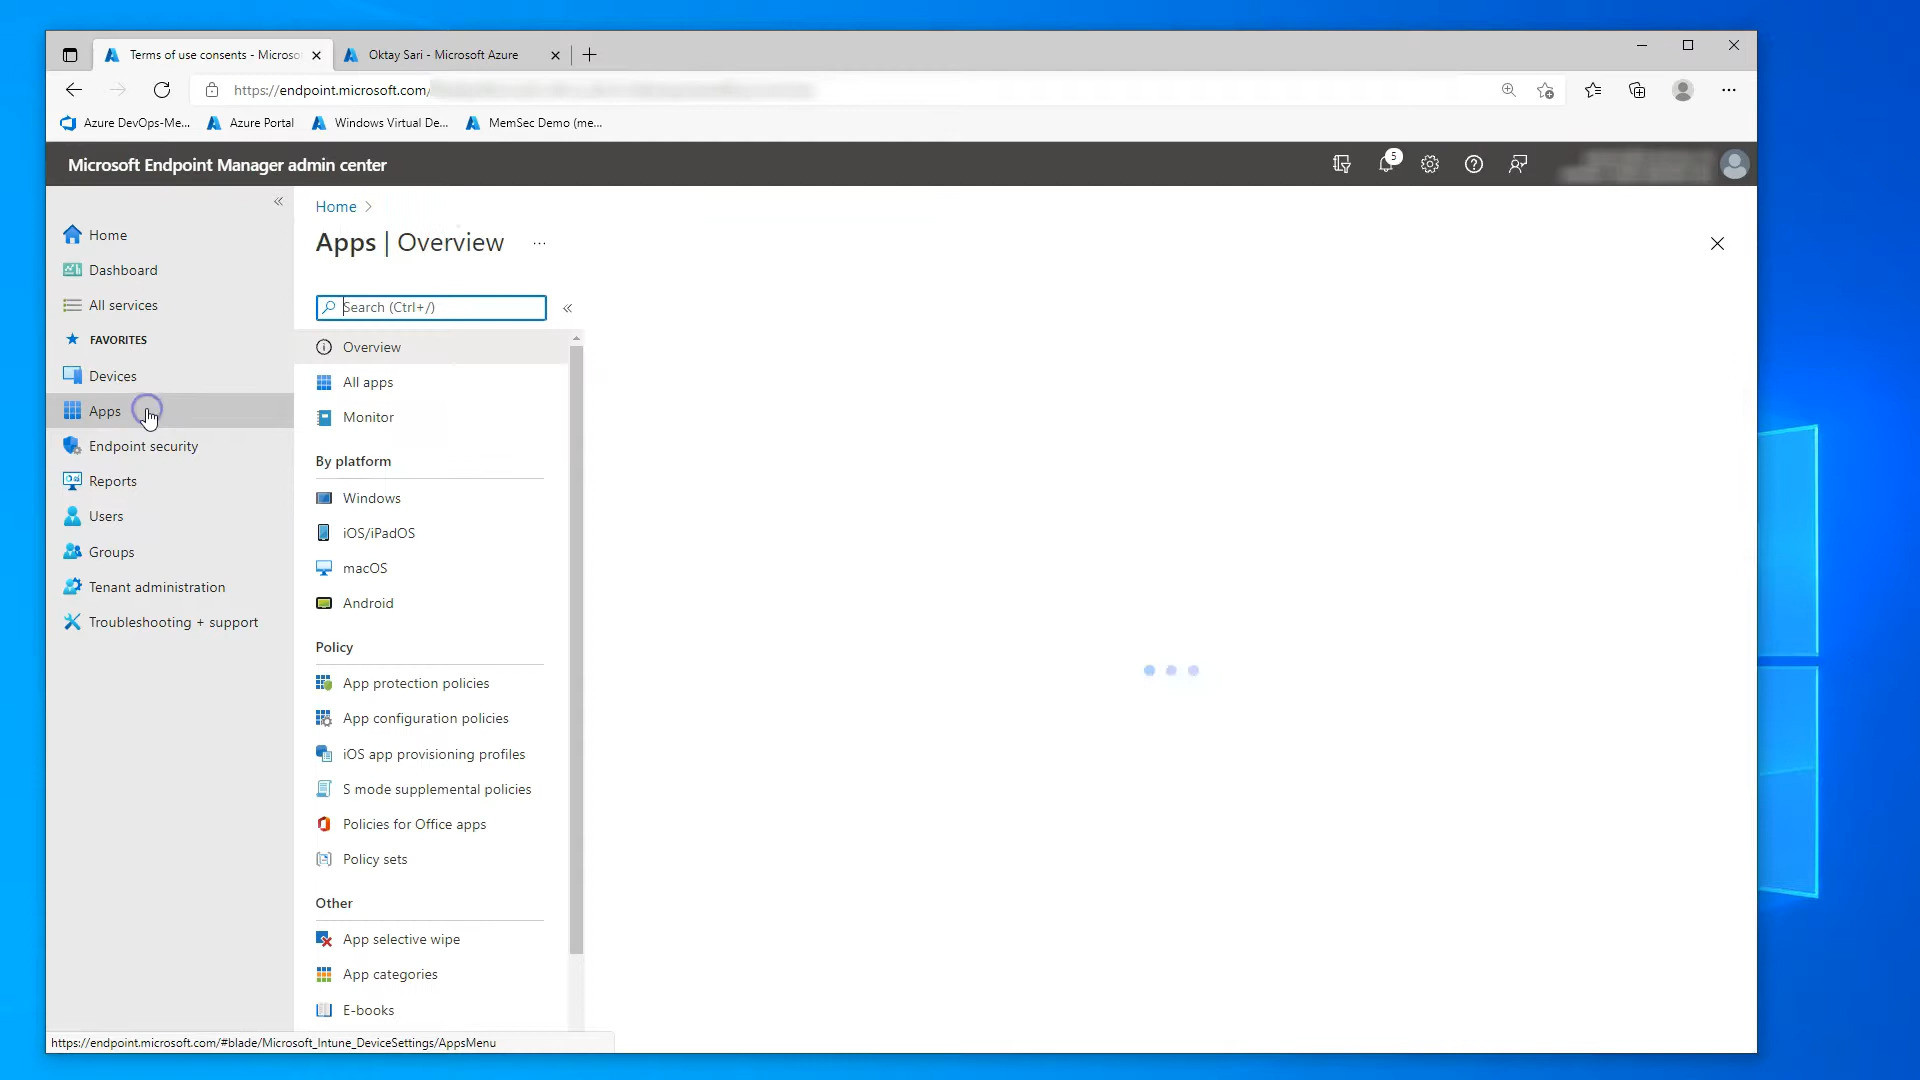 Terms of use consents - Microso
Oktay Sari - Microsoft Azure
https://endpoint.microsoft.com/
Azure DevOps-Me...
Azure Portal
Windows Virtual De...
MemSec Demo (me...
Microsoft Endpoint Manager admin center
5
Home
Dashboard
All services
FAVORITES
Devices
Apps
Endpoint security
Reports
Users
Groups
Tenant administration
Troubleshooting + support
Home
Apps | Overview
...
Search (Ctrl+/)
Overview
All apps
Monitor
By platform
Windows
iOS/iPadOS
macOS
Android
Policy
App protection policies
App configuration policies
iOS app provisioning profiles
S mode supplemental policies
Policies for Office apps
Policy sets
Other
App selective wipe
App categories
E-books
https://endpoint.microsoft.com/#blade/Microsoft_Intune_DeviceSettings/AppsMenu